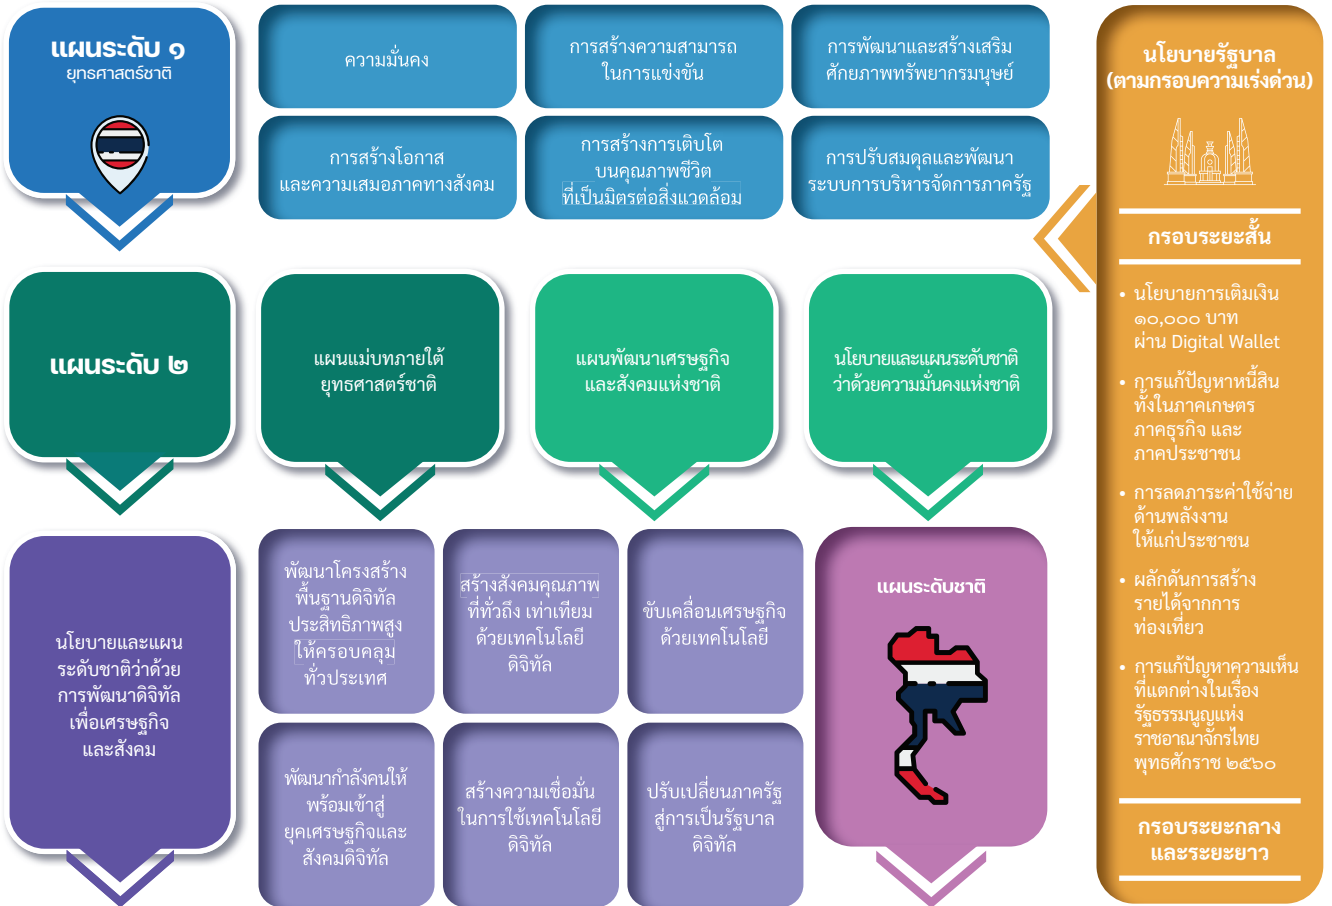 แผนระดับ ๑
ยุทธศาสตร์ชาติ
ความมั่นคง
การสร้างความสามารถ
ในการแข่งขัน
การพัฒนาและสร้างเสริม
ศักยภาพทรัพยากรมนุษย์
การสร้างโอกาส
และความเสมอภาคทางสังคม
การสร้างการเติบโต
บนคุณภาพชีวิต
ที่เป็นมิตรต่อสิ่งแวดล้อม
การปรับสมดุลและพัฒนา
ระบบการบริหารจัดการภาครัฐ
แผนระดับ ๒
แผนแม่บทภายใต้
ยุทธศาสตร์ชาติ
แผนพัฒนาเศรษฐกิจ
และสังคมแห่งชาติ
นโยบายและแผนระดับชาติ
ว่าด้วยความมั่นคงแห่งชาติ
นโยบายและแผน
ระดับชาติว่าด้วย
การพัฒนาดิจิทัล
เพื่อเศรษฐกิจ
และสังคม
พัฒนาโครงสร้าง
พื้นฐานดิจิทัล
ประสิทธิภาพสูง
ให้ครอบคลุม
ทั่วประเทศ
สร้างสังคมคุณภาพ
ที่ทั่วถึง เท่าเทียม
ด้วยเทคโนโลยี
ดิจิทัล
ขับเคลื่อนเศรษฐกิจ
ด้วยเทคโนโลยี
พัฒนากำลังคนให้
พร้อมเข้าสู่
ยุคเศรษฐกิจและ
สังคมดิจิทัล
สร้างความเชื่อมั่น
ในการใช้เทคโนโลยี
ดิจิทัล
ปรับเปลี่ยนภาครัฐ
สู่การเป็นรัฐบาล
ดิจิทัล
แผนระดับชาติ
นโยบายรัฐบาล
(ตามกรอบความเร่งด่วน)
กรอบระยะสั้น
• นโยบายการเติมเงิน
๑๐,๐๐๐ บาท
ผ่าน Digital Wallet
• การแก้ปัญหาหนี้สิน
ทั้งในภาคเกษตร
ภาคธุรกิจ และ
ภาคประชาชน
• การลดภาระค่าใช้จ่าย
ด้านพลังงาน
ให้แก่ประชาชน
• ผลักดันการสร้าง
รายได้จากการ
ท่องเที่ยว
• การแก้ปัญหาความเห็น
ที่แตกต่างในเรื่อง
รัฐธรรมนูญแห่ง
ราชอาณาจักรไทย
พุทธศักราช ๒๕๖๐
กรอบระยะกลาง
และระยะยาว